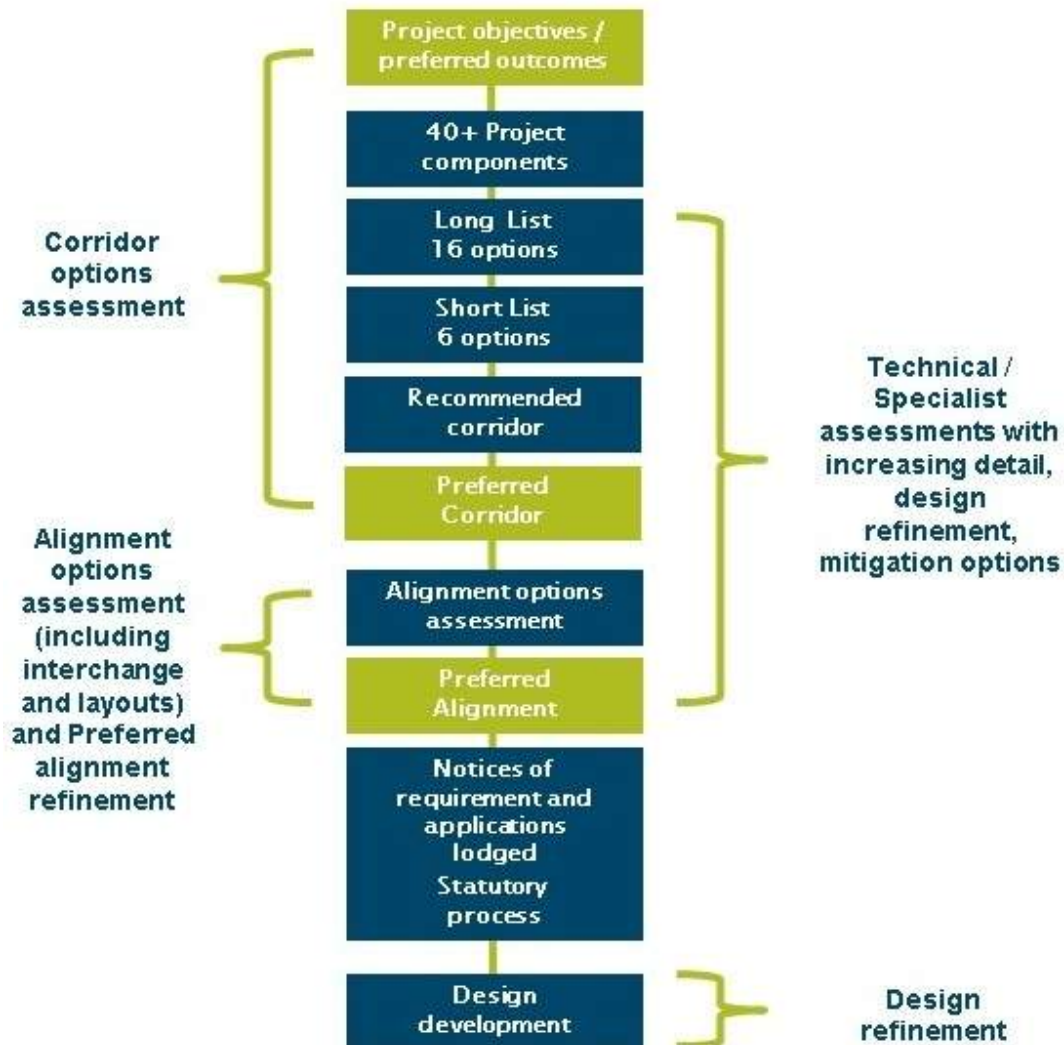 Project objectives /
preferred outcomes
40+ Project
components
Long List
16 options
Short List
6 options
Recommended
corridor
Preferred
Corridor
Alignment options
assessment
Preferred
Alignment
Notices of
requirement and
applications
lodged
Statutory
process
Design
development
Corridor
options
assessment
Alignment
options
assessment
(including
interchange
and layouts)
and Preferred
alignment
refinement
Technical /
Specialist
assessments with
increasing detail,
design
refinement,
mitigation options
Design
refinement